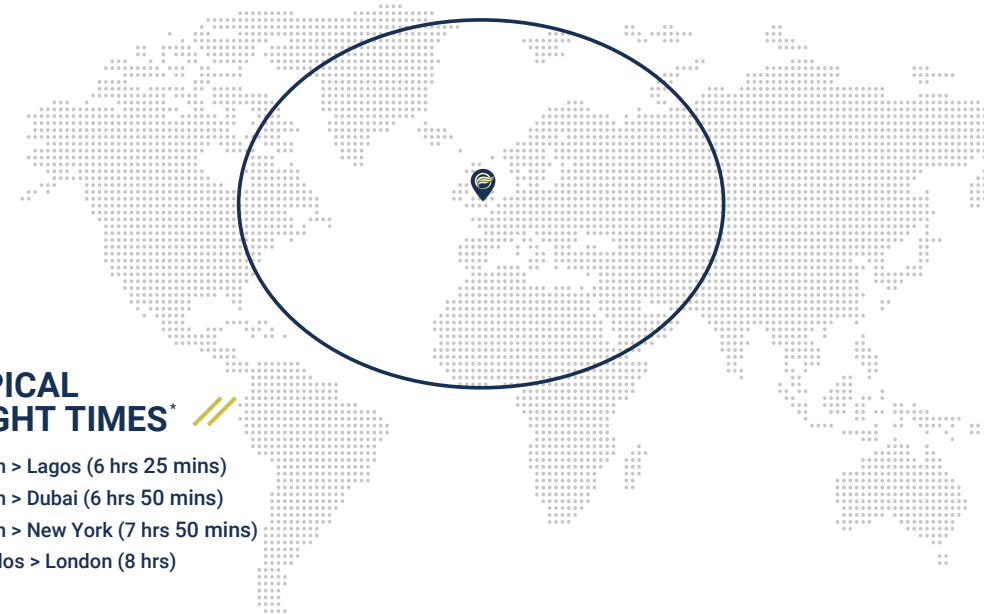 PICAL
GHT TIMES*
n > Lagos (6 hrs 25 mins)
n > Dubai (6 hrs 50 mins)
n > New York (7 hrs 50 mins)
los > London (8 hrs)